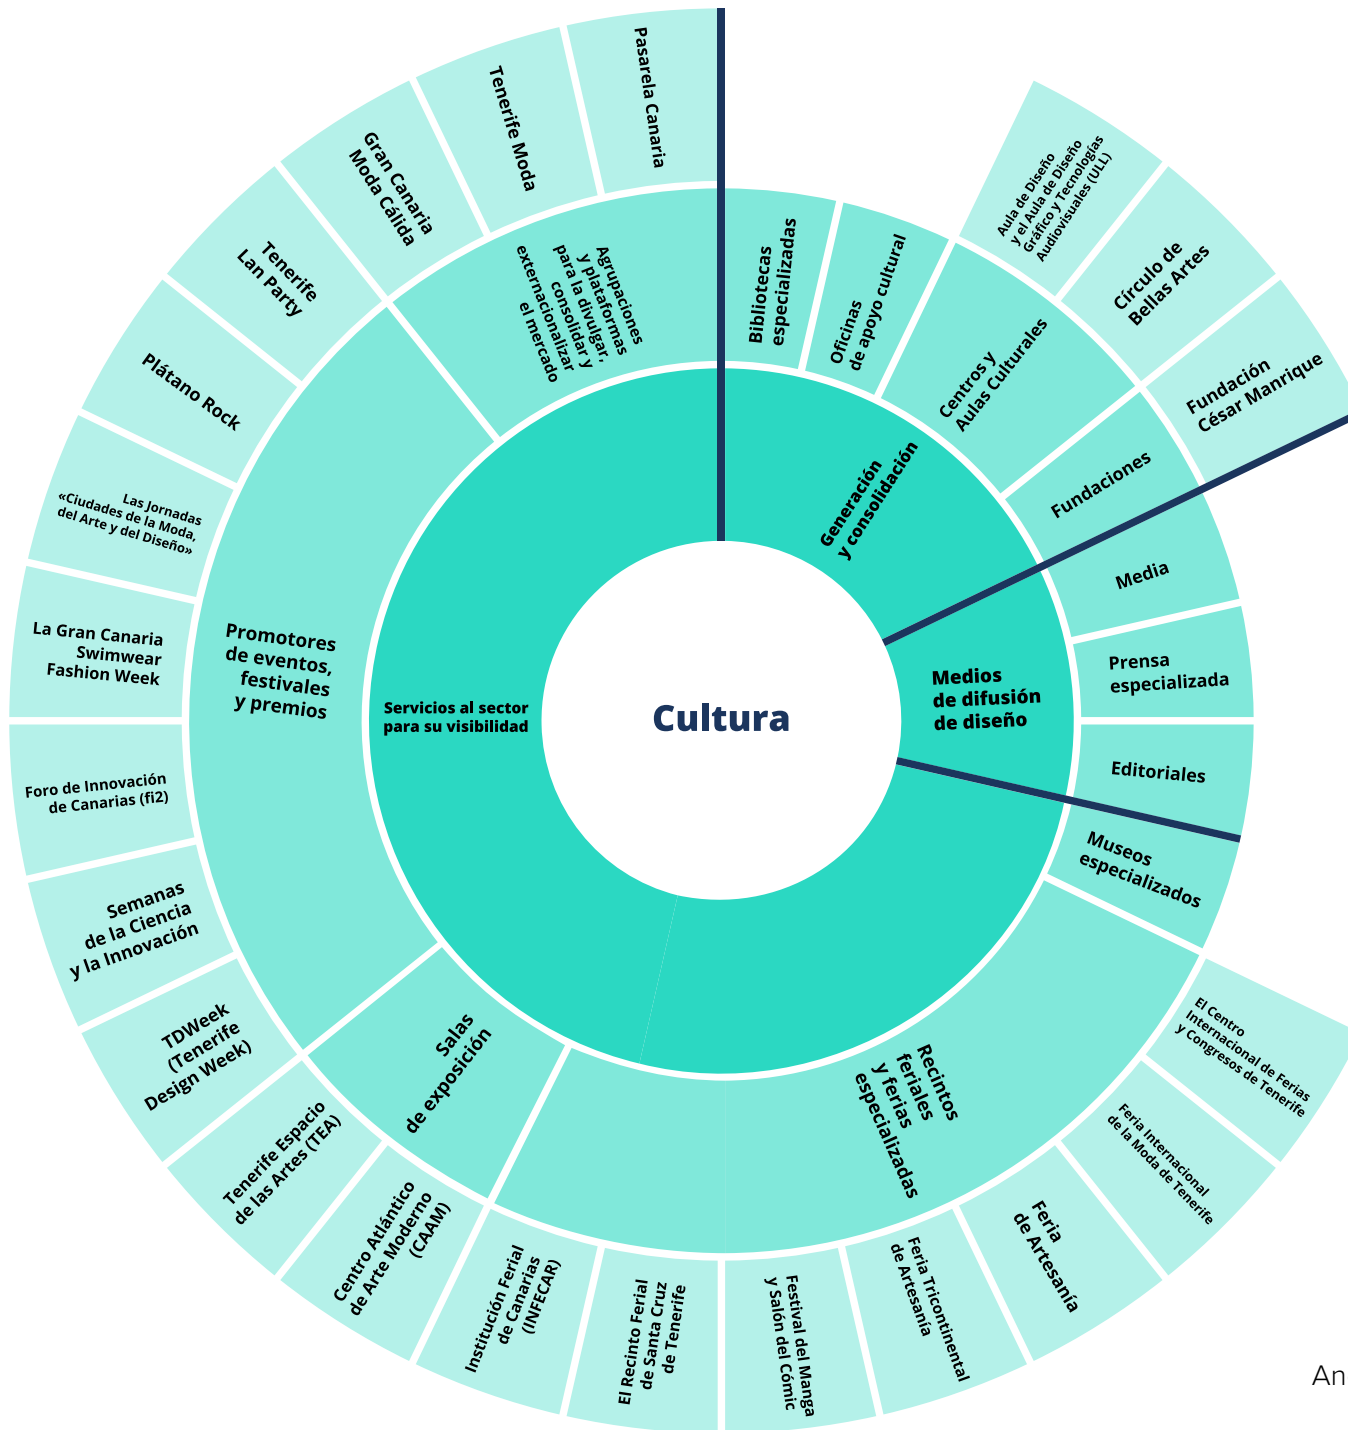 Cultura
Generación
y consolidación
Medios
de difusión
de diseño
Servicios al sector
para su visibilidad
Bibliotecas
especializadas
Oficinas
de apoyo cultural
Centros y
Aulas Culturales
Fundaciones
Media
Prensa
especializada
Editoriales
Museos
especializados
Recintos
feriales
y ferias
especializadas
Salas
de exposición
Promotores
de eventos,
festivales
y premios
Agrupaciones
y plataformas
para la divulgar,
consolidar y
externacionalizar
el mercado
Aula de Diseño
y el Aula de Diseño
Gráfico y Tecnologías
Audiovisuales (ULL)
Círculo de
Bellas Artes
Fundación
César Manrique
El Centro
Internacional de Ferias
y Congresos de Tenerife
Feria Internacional
de la Moda de Tenerife
Feria
de Artesanía
Feria Tricontinental
de Artesanía
Festival del Manga
y Salón del Cómic
El Recinto Ferial
de Santa Cruz
de Tenerife
Institución Ferial
de Canarias
(INFECAR)
Centro Atlántico
de Arte Moderno
(CAAM)
Tenerife Espacio
de las Artes (TEA)
TDWeek
(Tenerife
Design Week)
Semanas
de la Ciencia
y la Innovación
Foro de Innovación
de Canarias (fi2)
La Gran Canaria
Swimwear
Fashion Week
Las Jornadas
«Ciudades de la Moda,
del Arte y del Diseño»
Plátano Rock
Tenerife
Lan Party
Gran Canaria
Moda Cálida
Tenerife Moda
Pasarela Canaria
An